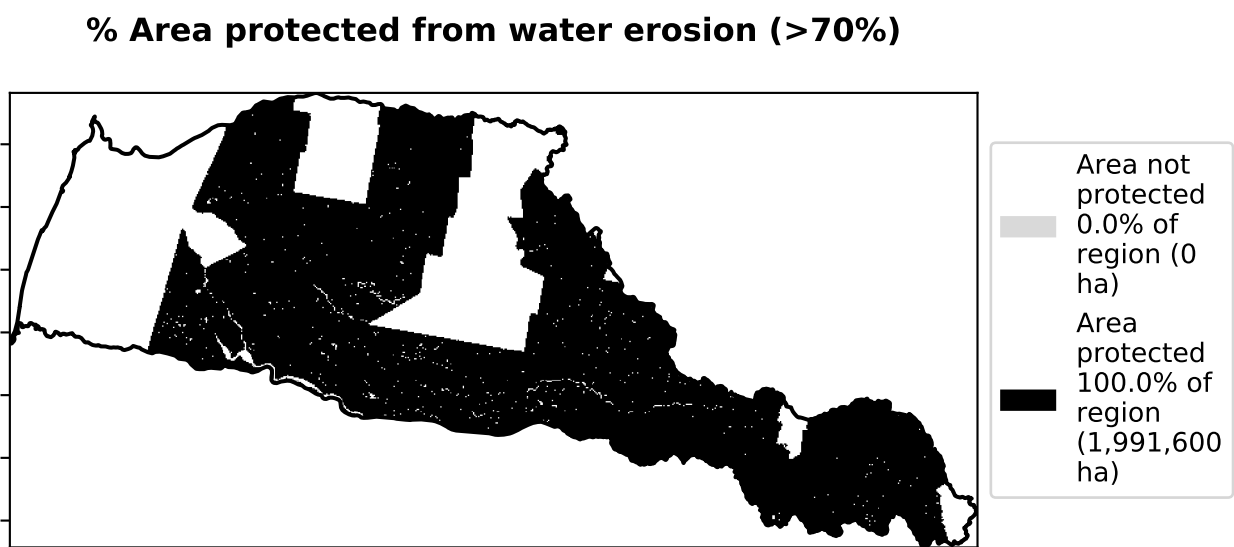 % Area protected from water erosion (>70%)
Area not
protected
0.0% of
region (0
ha)
Area
protected
100.0% of
region
(1,991,600
ha)